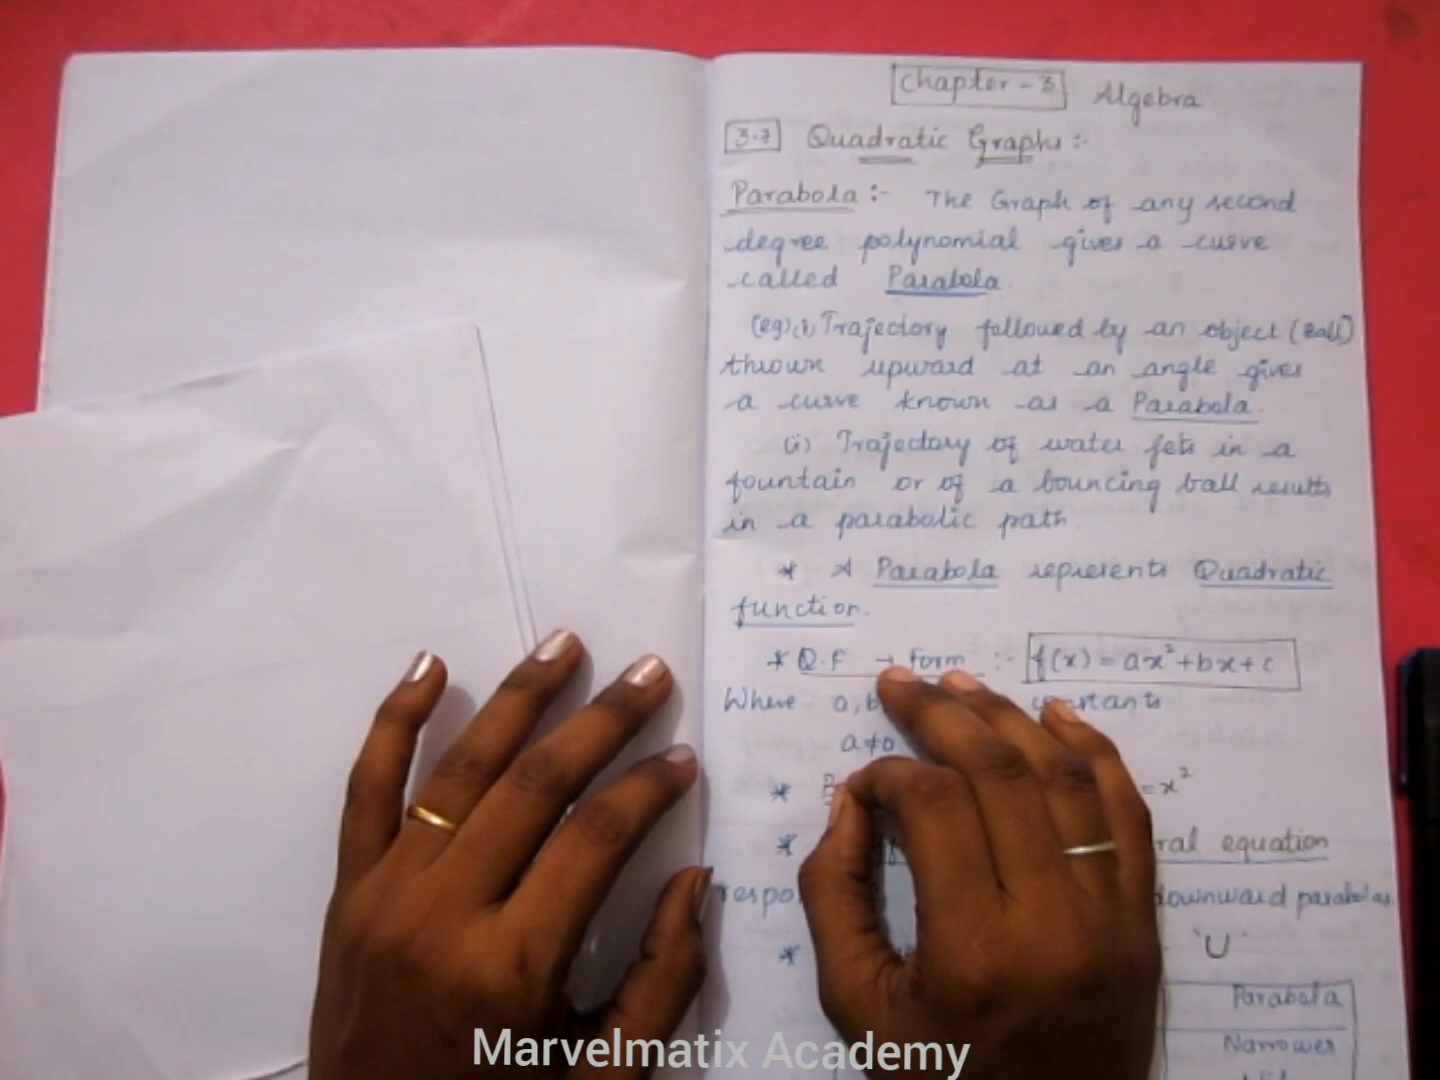 Chapter - 3 Algebra
3.7 Quadratic Graphs :-
Parabola :- The Graph of any second
degree polynomial gives a curve
called Parabola.
(eg) (i) Trajectory followed by an object (Ball)
thrown upward at an angle gives
a curve known as a Parabola.
(ii) Trajectory of water jets in a
fountain or of a bouncing ball results
in a parabolic path.
* A Parabola represents Quadratic
function.
* Q.F → Form :- f(x) = ax² + bx + c
Where a, b
a ≠ 0
* = x²
* equation
downward parabolas
* 'U'
Parabola
Narrower
Marvelmatix Academy